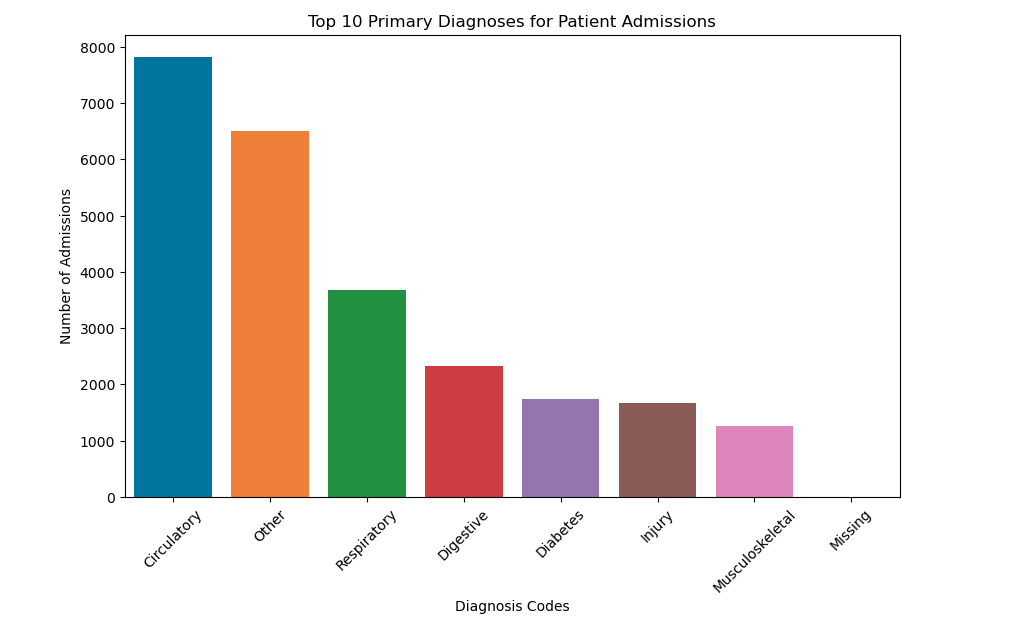 Top 10 Primary Diagnoses for Patient Admissions
8000
7000
6000
5000
4000
3000
2000
1000
0
Number of Admissions
Circulatory
Other
Respiratory
Digestive
Diabetes
Injury
Musculoskeletal
Missing
Diagnosis Codes